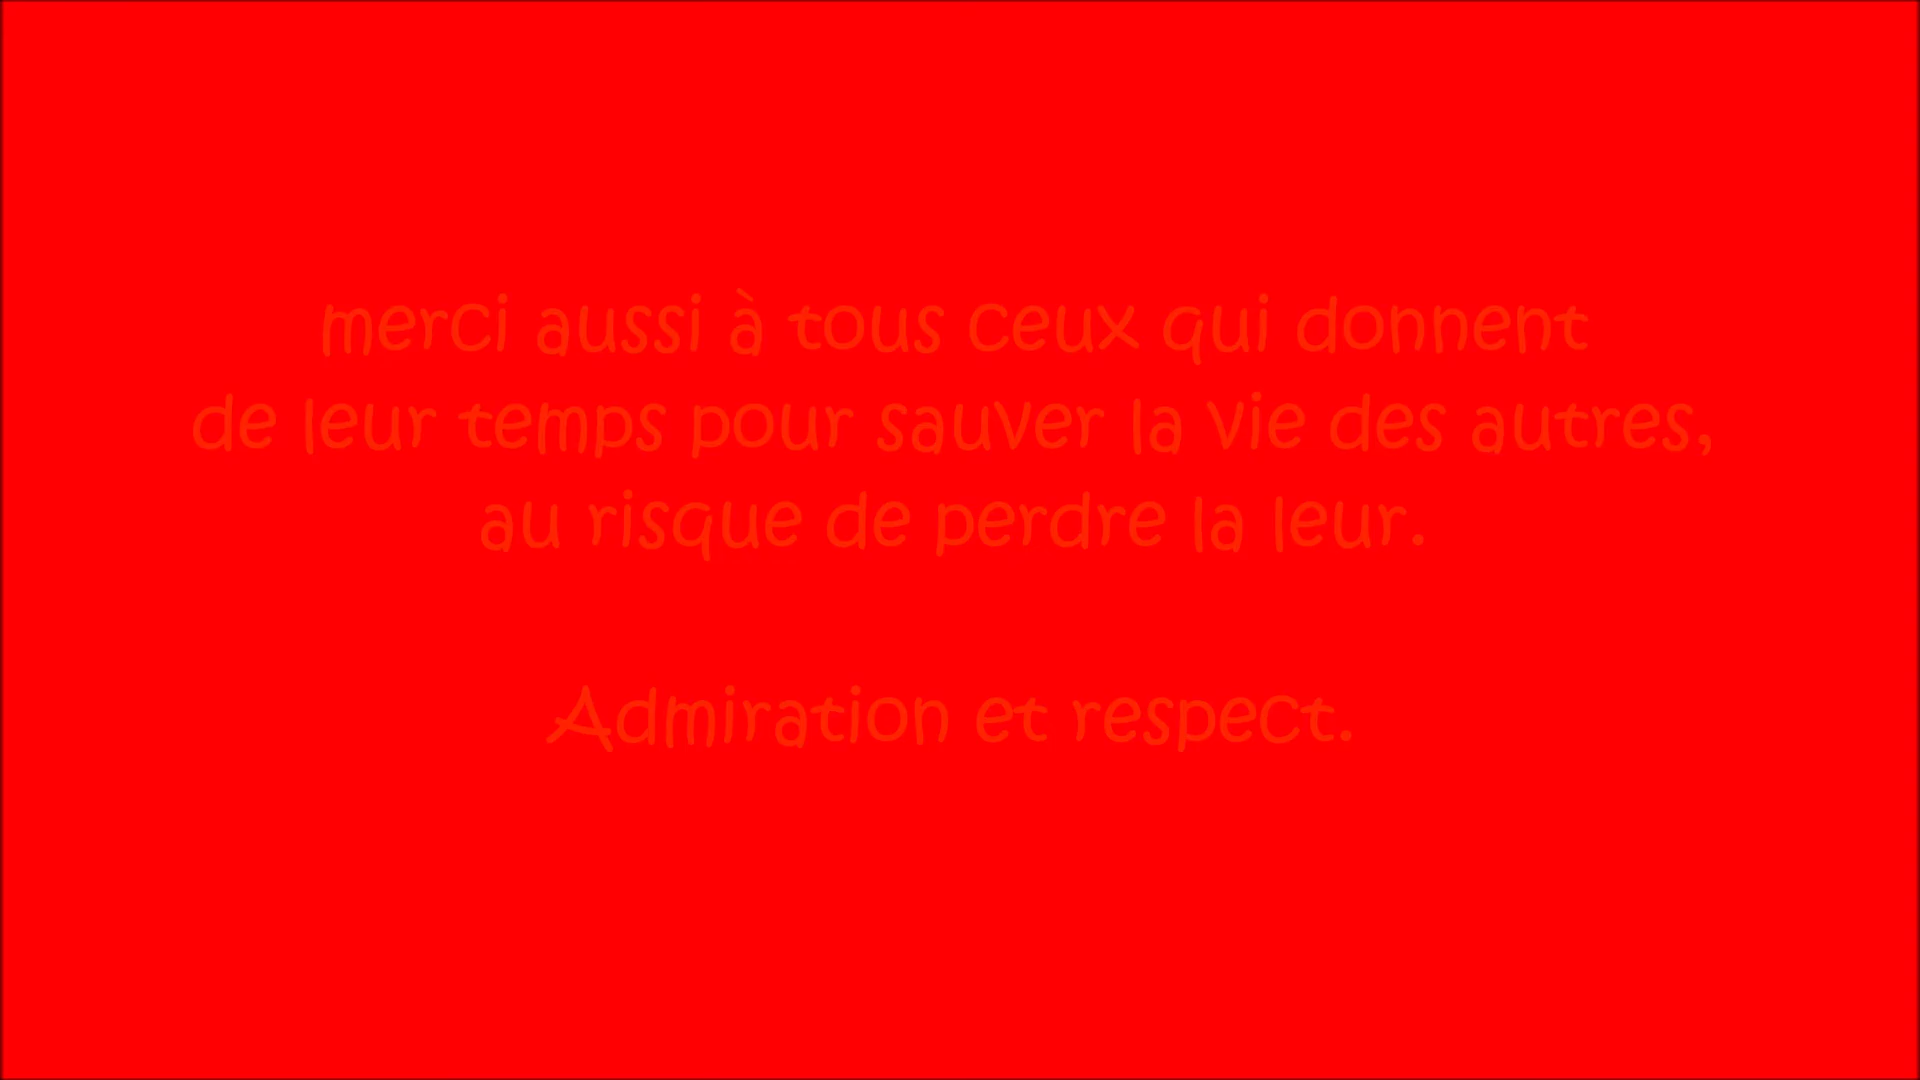 merci aussi à tous ceux qui donnent
de leur temps pour sauver la vie des autres,
au risque de perdre la leur.
Admiration et respect.